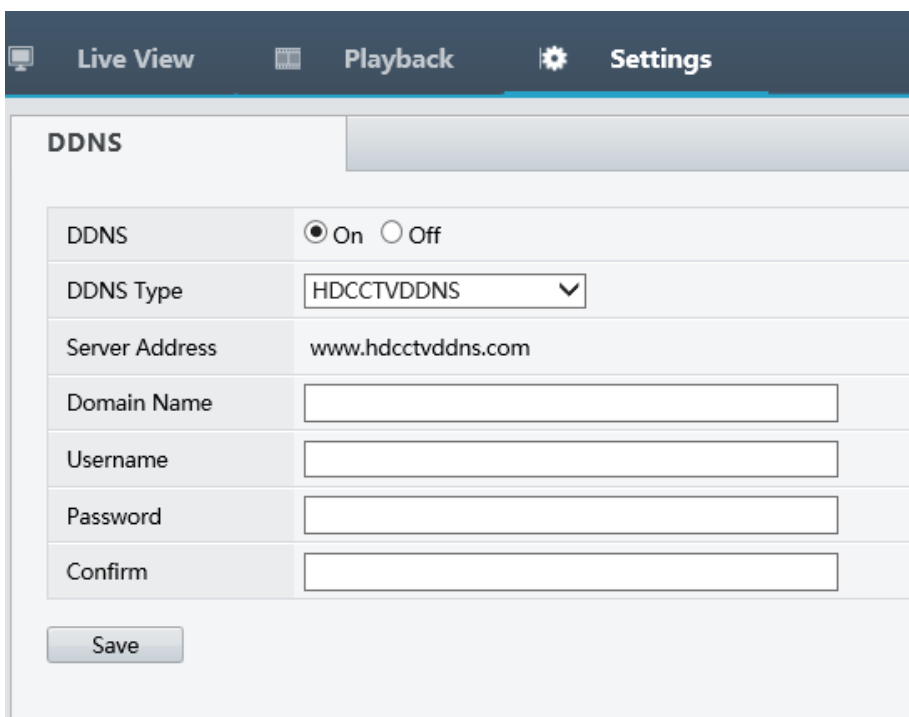 Live View Playback Settings
DDNS
DDNS On Off
DDNS Type HDCCTVDDNS
Server Address www.hdcctvddns.com
Domain Name
Username
Password
Confirm
Save